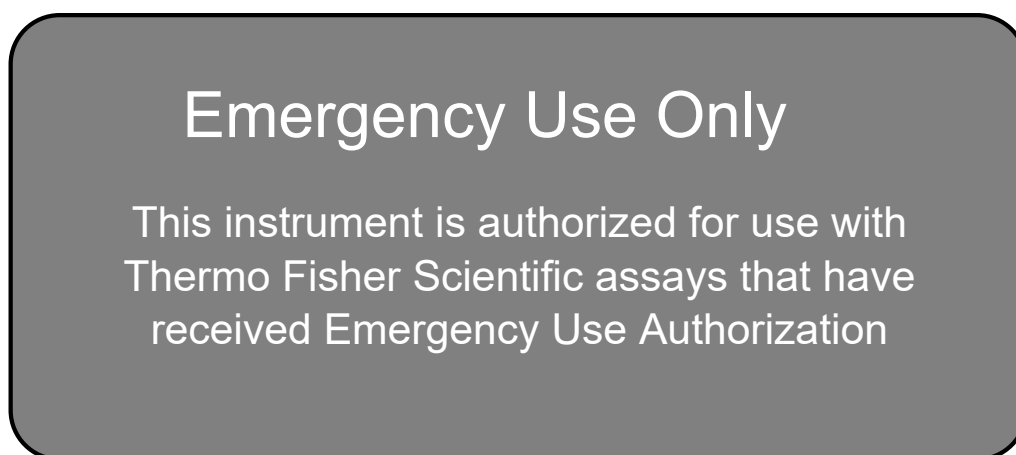 Emergency Use Only
This instrument is authorized for use with
Thermo Fisher Scientific assays that have
received Emergency Use Authorization